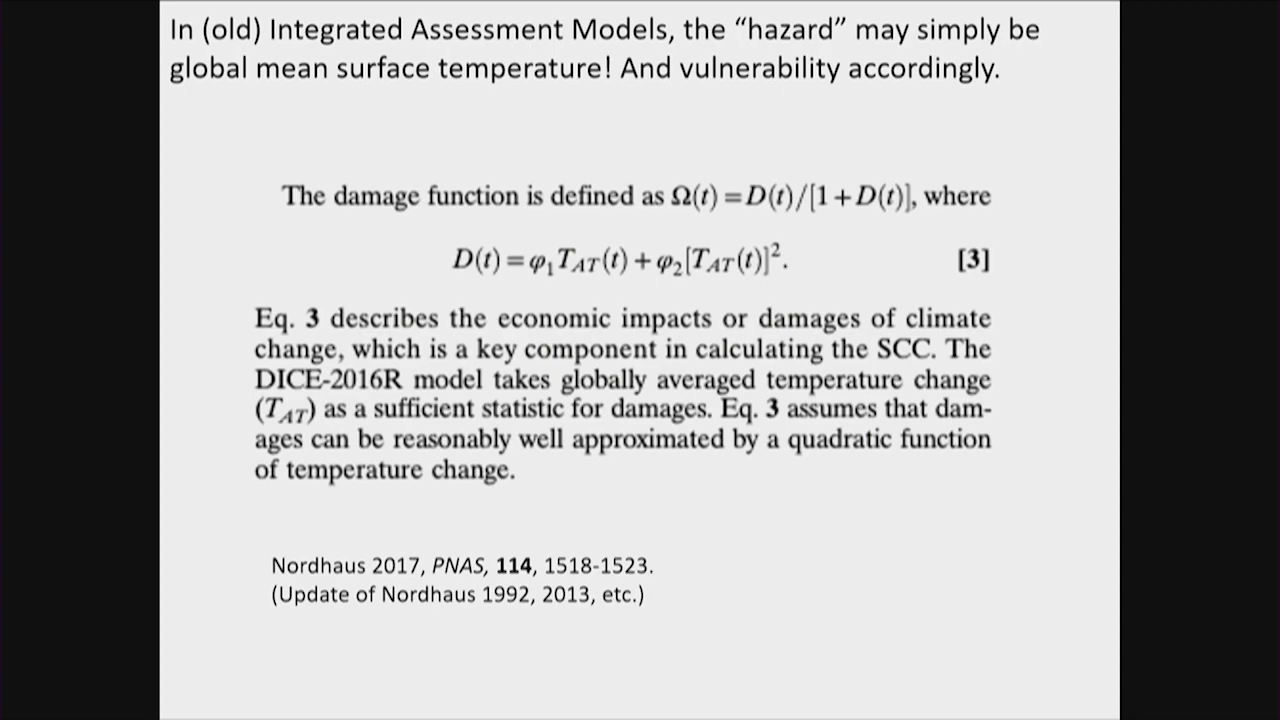 In (old) Integrated Assessment Models, the “hazard” may simply be
global mean surface temperature! And vulnerability accordingly.
The damage function is defined as Ω(t) = D(t)/[1 + D(t)], where
D(t) = φ₁T_AT(t) + φ₂[T_AT(t)]². [3]
Eq. 3 describes the economic impacts or damages of climate
change, which is a key component in calculating the SCC. The
DICE-2016R model takes globally averaged temperature change
(T_AT) as a sufficient statistic for damages. Eq. 3 assumes that dam-
ages can be reasonably well approximated by a quadratic function
of temperature change.
Nordhaus 2017, PNAS, 114, 1518-1523.
(Update of Nordhaus 1992, 2013, etc.)